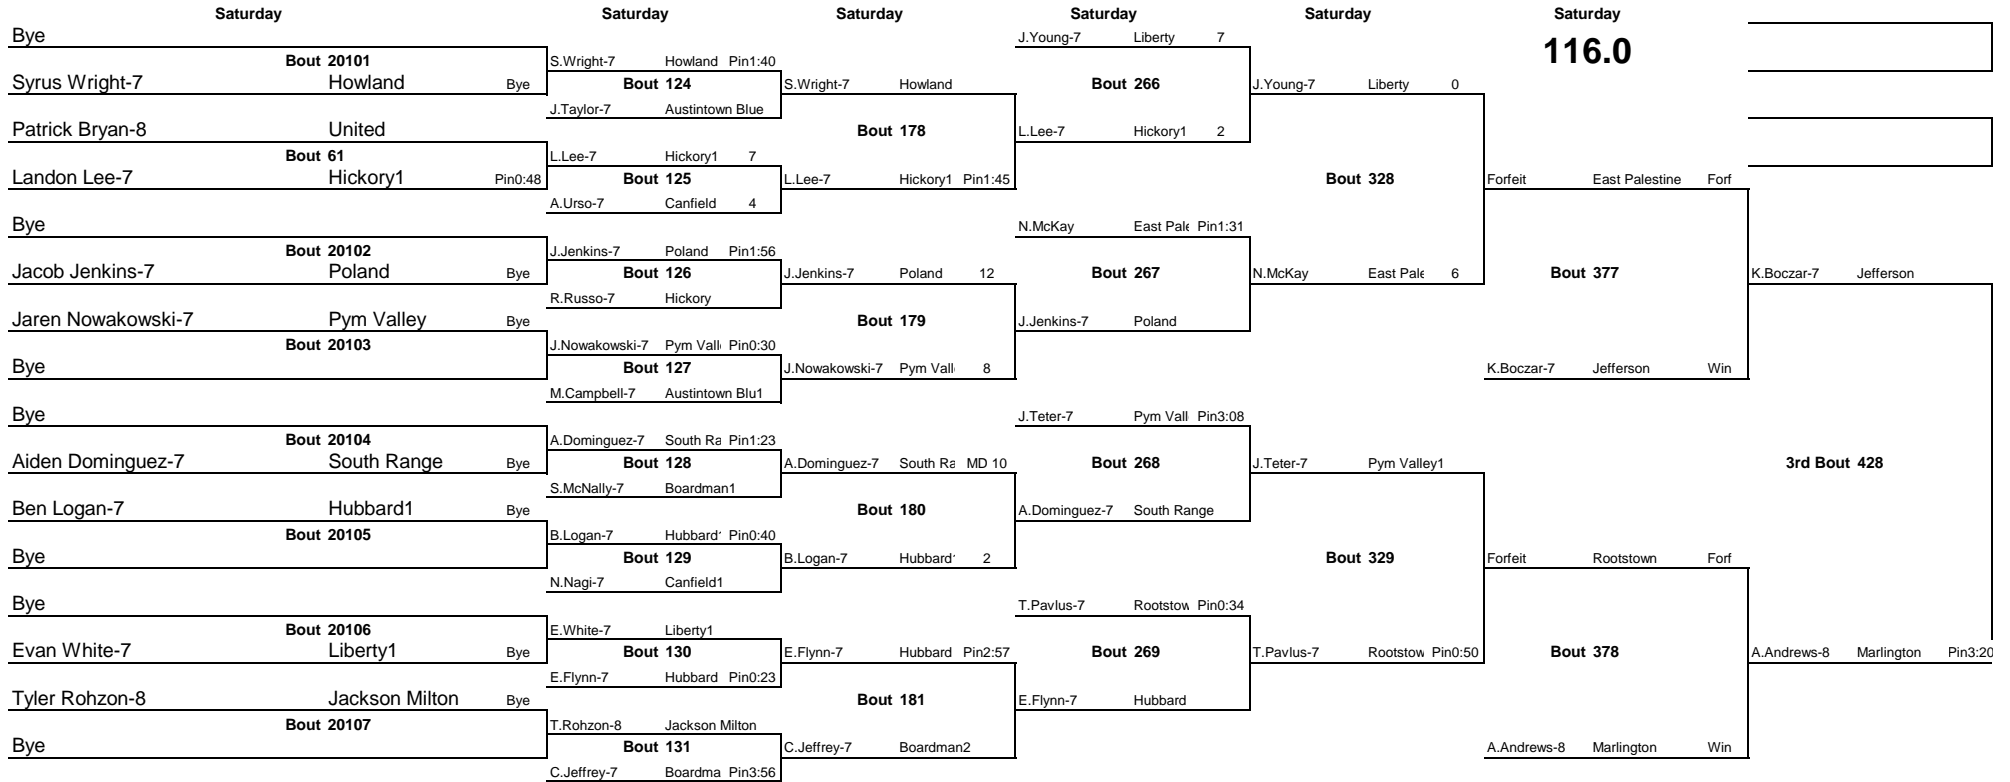 Saturday Saturday Saturday Saturday Saturday Saturday
116.0
Bye
Bout 20101
Syrus Wright-7 Howland Bye
Patrick Bryan-8 United
Bout 61
Landon Lee-7 Hickory1 Pin0:48
Bye
Bout 20102
Jacob Jenkins-7 Poland Bye
Jaren Nowakowski-7 Pym Valley Bye
Bout 20103
Bye
Bye
Bout 20104
Aiden Dominguez-7 South Range Bye
Ben Logan-7 Hubbard1 Bye
Bout 20105
Bye
Bye
Bout 20106
Evan White-7 Liberty1 Bye
Tyler Rohzon-8 Jackson Milton Bye
Bout 20107
Bye
S.Wright-7 Howland Pin1:40
Bout 124
J.Taylor-7 Austintown Blue
L.Lee-7 Hickory1 7
Bout 125
A.Urso-7 Canfield 4
J.Jenkins-7 Poland Pin1:56
Bout 126
R.Russo-7 Hickory
J.Nowakowski-7 Pym Vall Pin0:30
Bout 127
M.Campbell-7 Austintown Blu1
A.Dominguez-7 South Ra Pin1:23
Bout 128
S.McNally-7 Boardman1
B.Logan-7 Hubbard Pin0:40
Bout 129
N.Nagi-7 Canfield1
E.White-7 Liberty1
Bout 130
E.Flynn-7 Hubbard Pin0:23
T.Rohzon-8 Jackson Milton
Bout 131
C.Jeffrey-7 Boardma Pin3:56
S.Wright-7 Howland
Bout 178
L.Lee-7 Hickory1 Pin1:45
J.Jenkins-7 Poland 12
Bout 179
J.Nowakowski-7 Pym Vall 8
A.Dominguez-7 South Ra MD 10
Bout 180
B.Logan-7 Hubbard 2
E.Flynn-7 Hubbard Pin2:57
Bout 181
C.Jeffrey-7 Boardman2
J.Young-7 Liberty 7
Bout 266
L.Lee-7 Hickory1 2
N.McKay East Pale Pin1:31
Bout 267
J.Jenkins-7 Poland
J.Teter-7 Pym Vall Pin3:08
Bout 268
A.Dominguez-7 South Range
T.Pavlus-7 Rootstow Pin0:34
Bout 269
E.Flynn-7 Hubbard
J.Young-7 Liberty 0
Bout 328
N.McKay East Pale 6
J.Teter-7 Pym Valley1
Bout 329
T.Pavlus-7 Rootstow Pin0:50
Forfeit East Palestine Forf
Bout 377
K.Boczar-7 Jefferson Win
Forfeit Rootstown Forf
Bout 378
A.Andrews-8 Marlington Win
K.Boczar-7 Jefferson
3rd Bout 428
A.Andrews-8 Marlington Pin3:20